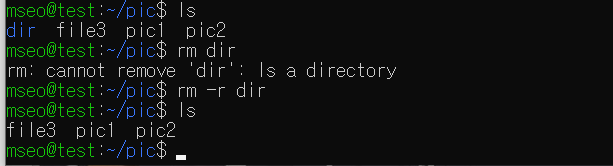 mseo@test:~/pic$ ls
dir  file3  pic1  pic2
mseo@test:~/pic$ rm dir
rm: cannot remove 'dir': Is a directory
mseo@test:~/pic$ rm -r dir
mseo@test:~/pic$ ls
file3  pic1  pic2
mseo@test:~/pic$